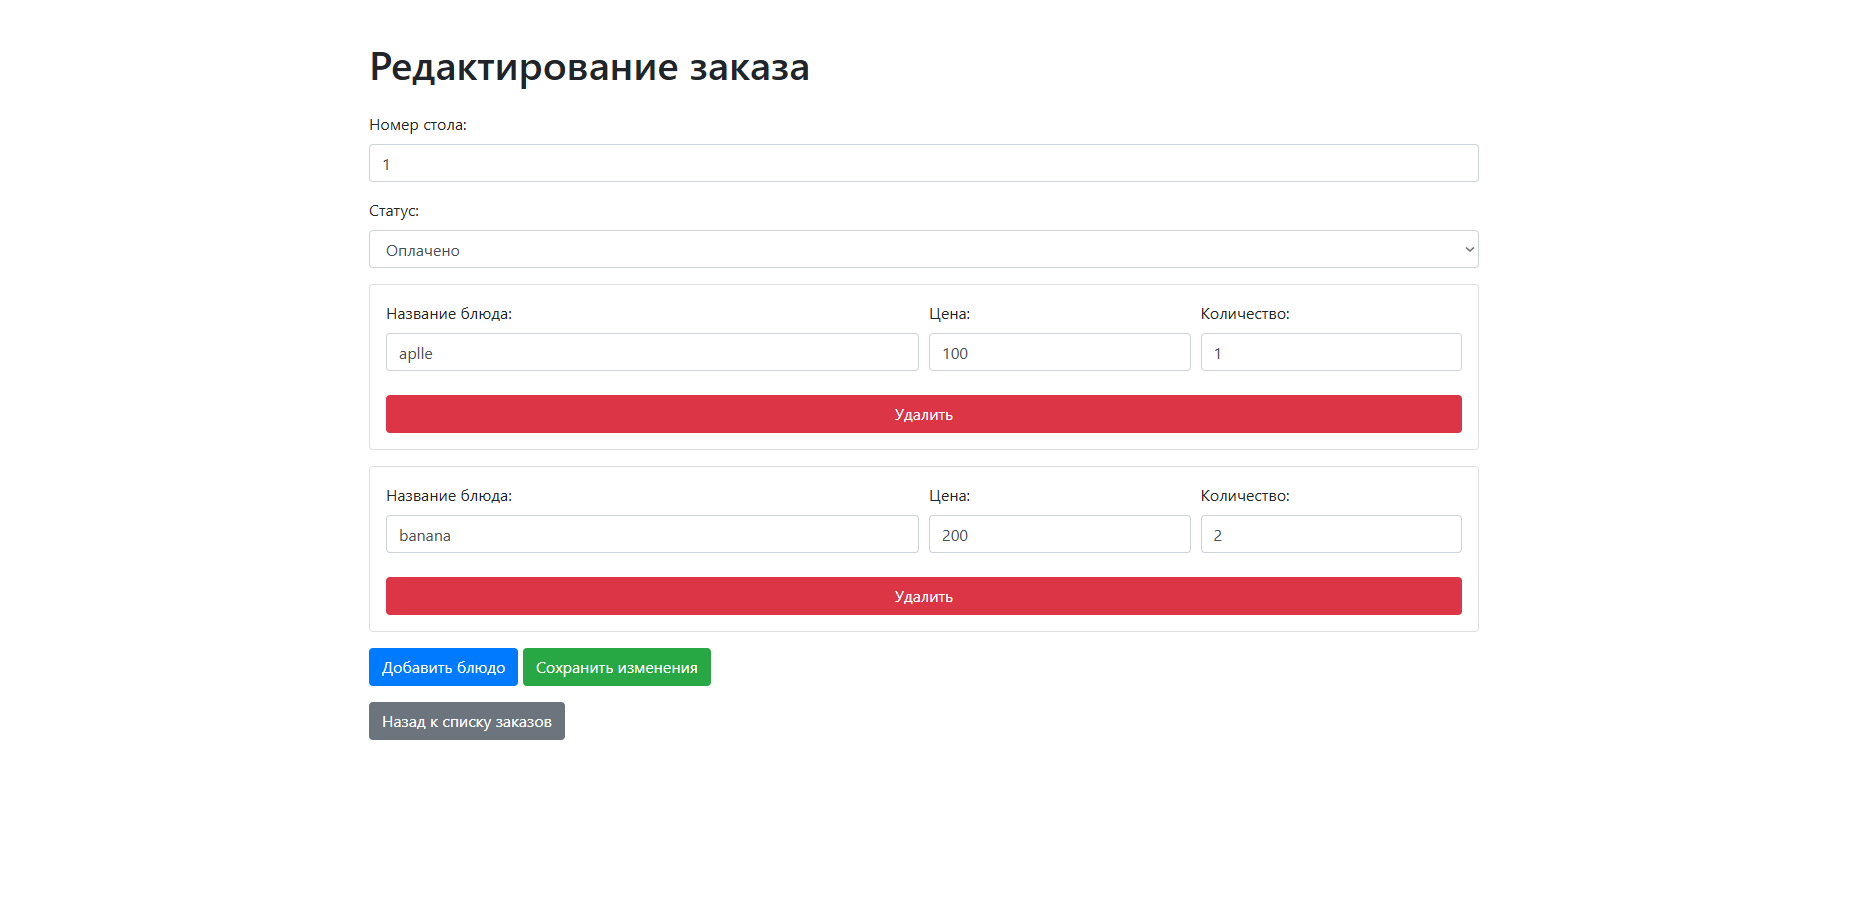 Редактирование заказа
Номер стола:
1
Статус:
Оплачено
Название блюда: Цена: Количество:
aplle 100 1
Удалить
Название блюда: Цена: Количество:
banana 200 2
Удалить
Добавить блюдо Сохранить изменения
Назад к списку заказов